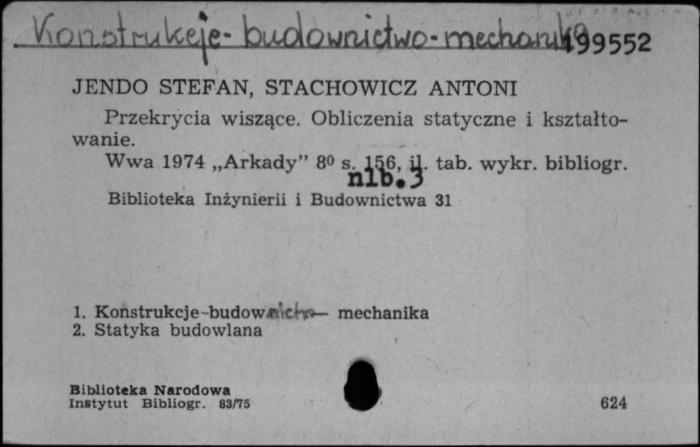 Konstrukcje-budownictwo-mechanika 199552
JENDO STEFAN, STACHOWICZ ANTONI
Przekrycia wiszące. Obliczenia statyczne i kształto-
wanie.
Wwa 1974 „Arkady” 8⁰ s. 156, il. tab. wykr. bibliogr.
nlb. 3
Biblioteka Inżynierii i Budownictwa 31
1. Konstrukcje-budownictwo— mechanika
2. Statyka budowlana
Biblioteka Narodowa
Instytut Bibliogr. 83/75 624